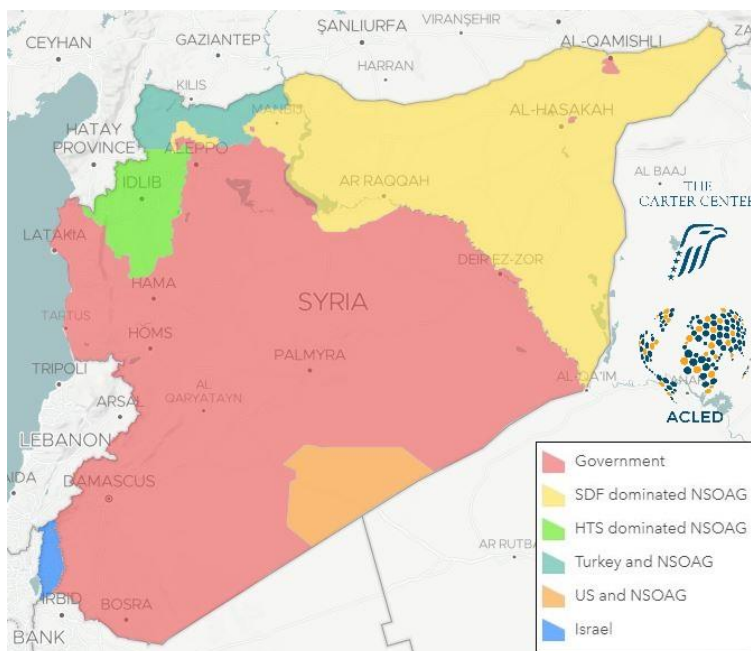 ŞANLIURFA
VIRANŞEHIR
CEYHAN
GAZIANTEP
AL-QAMISHLI
KILIS
HARRAN
HATAY
PROVINCE
MANBIJ
AL-HASAKAH
ALEPPO
IDLIB
AR RAQQAH
AL BAAJ
THE
CARTER CENTER
LATAKIA
DEIR EZ-ZOR
HAMA
SYRIA
TARTUS
HOMS
TRIPOLI
PALMYRA
AL-QA'IM
ANAH
AL
QARYATAYN
ARSAL
ACLED
LEBANON
DAMASCUS
AIDA
Government
SDF dominated NSOAG
HTS dominated NSOAG
Turkey and NSOAG
US and NSOAG
Israel
AR RUTBA
IRBID
BOSRA
BANK